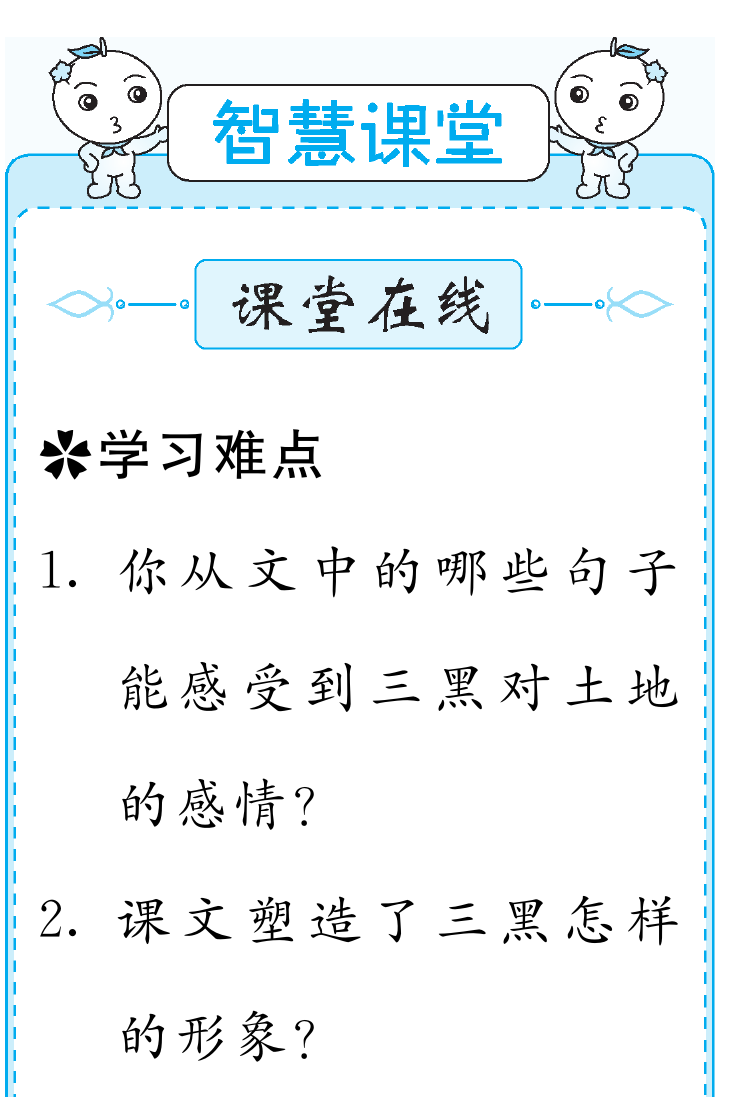 智慧课堂
课堂在线
学习难点
1. 你从文中的哪些句子
能感受到三黑对土地
的感情?
2. 课文塑造了三黑怎样
的形象?